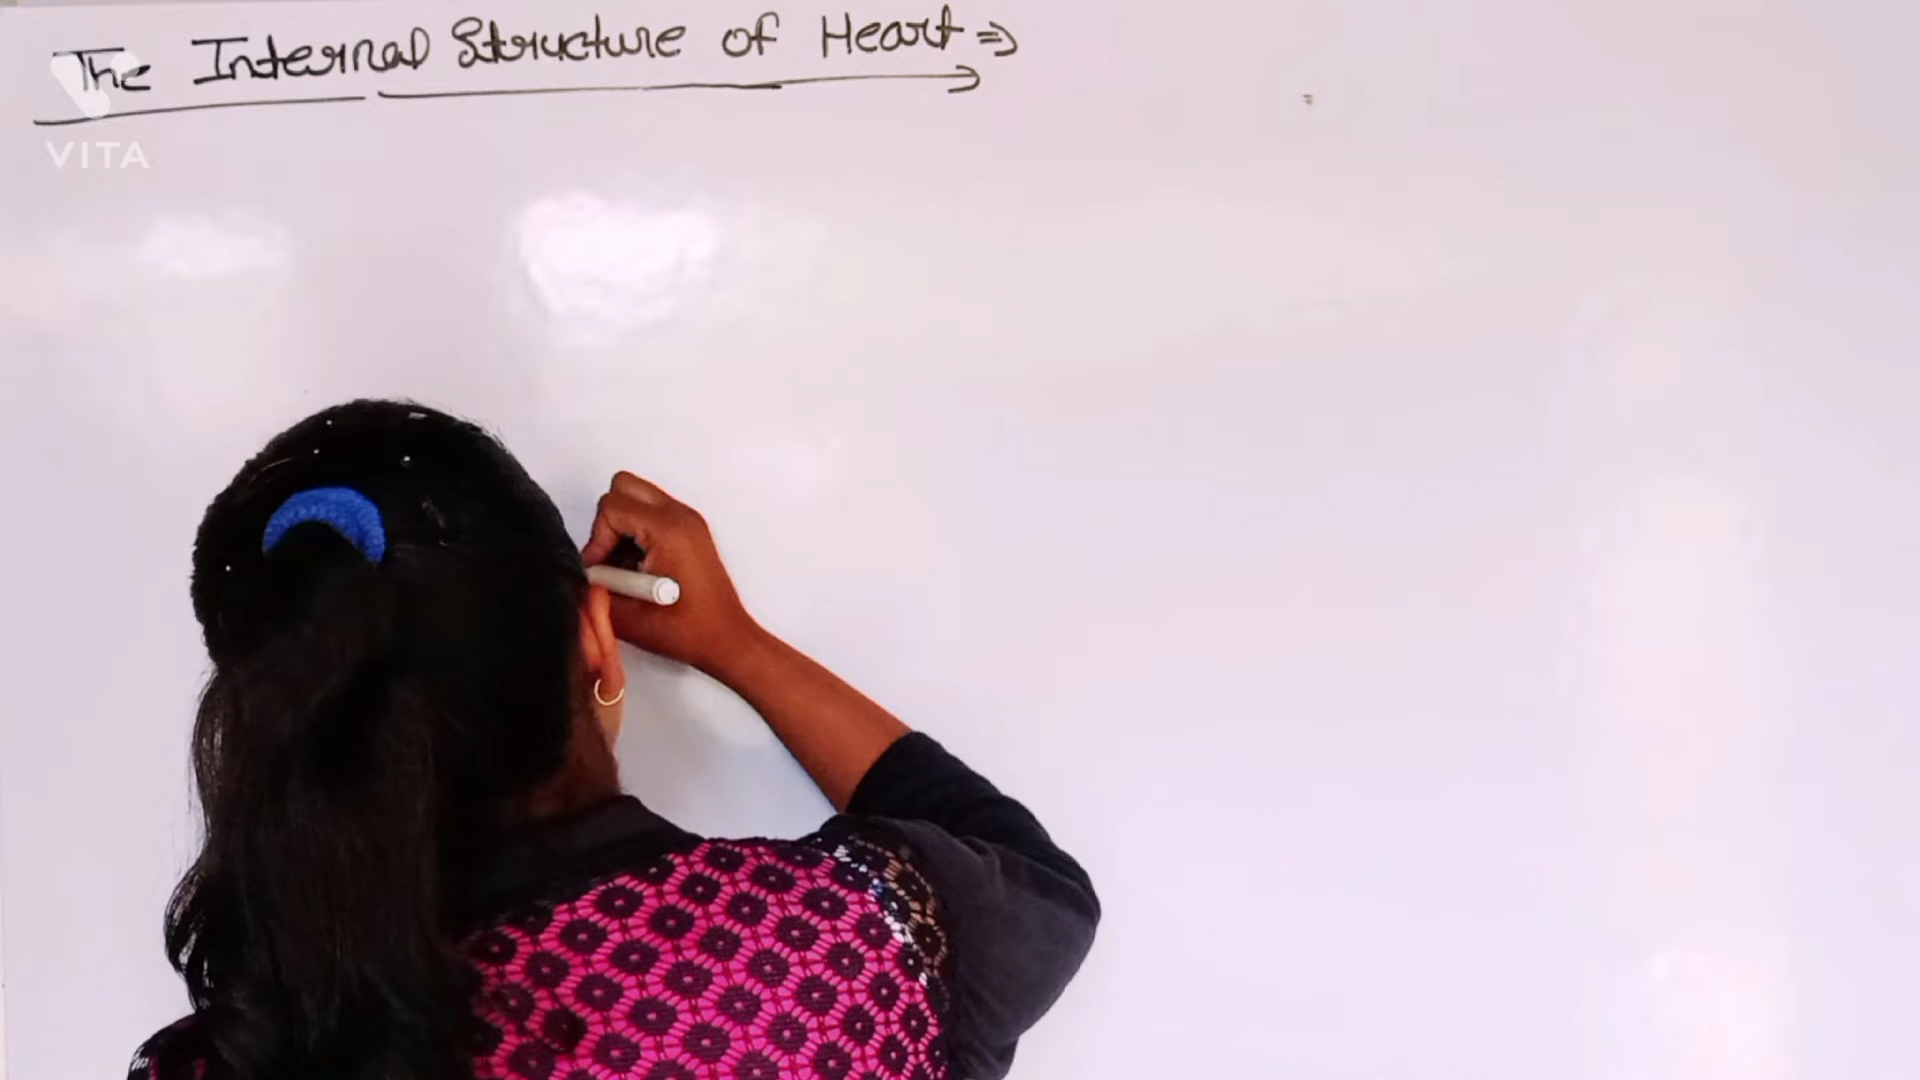 The Internal Structure of Heart ⇒
VITA